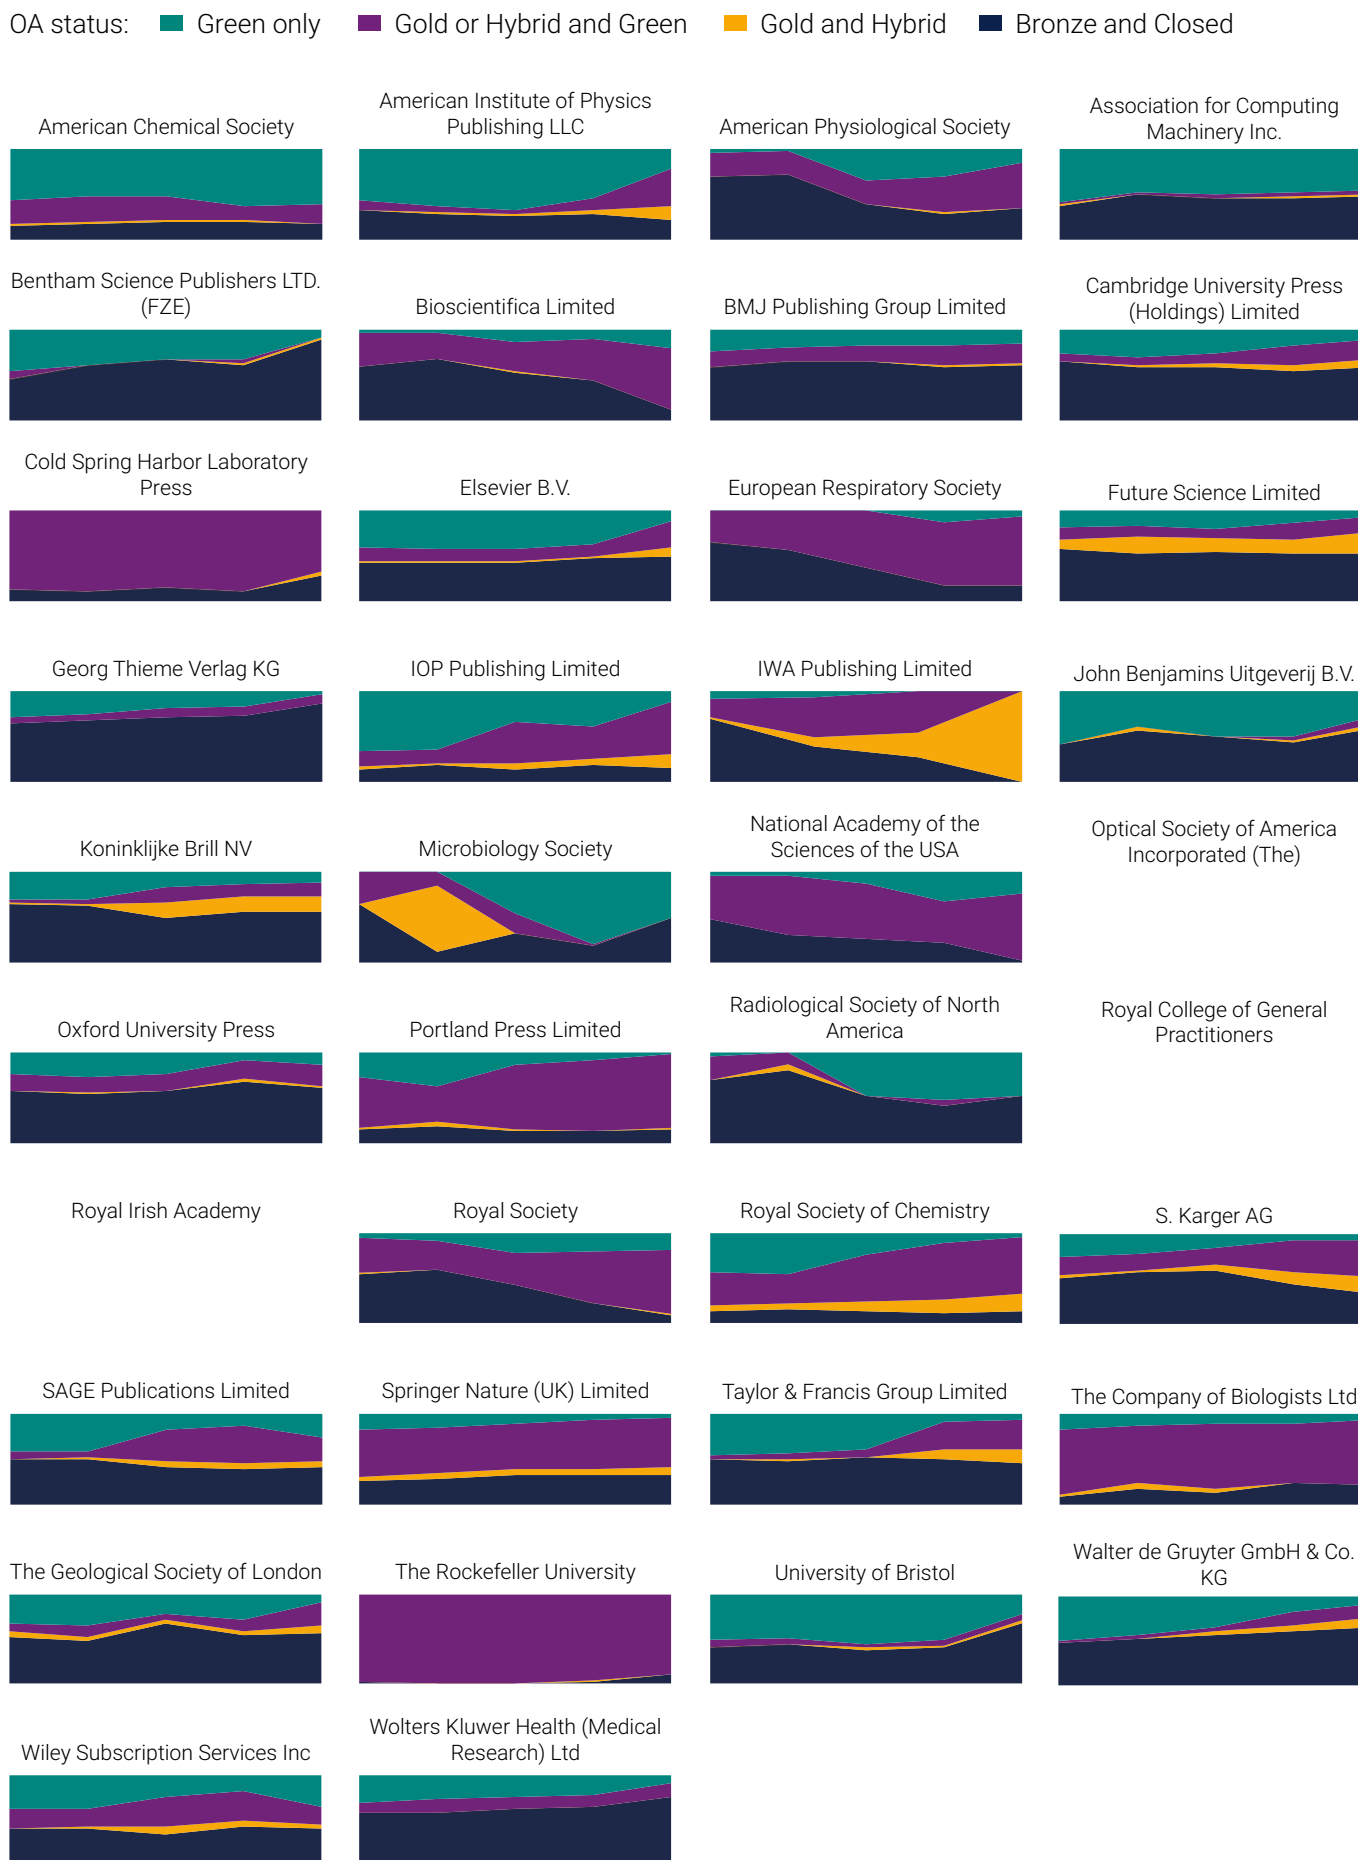 OA status: Green only Gold or Hybrid and Green Gold and Hybrid Bronze and Closed
American Chemical Society
American Institute of Physics
Publishing LLC
American Physiological Society
Association for Computing
Machinery Inc.
Bentham Science Publishers LTD.
(FZE)
Bioscientifica Limited
BMJ Publishing Group Limited
Cambridge University Press
(Holdings) Limited
Cold Spring Harbor Laboratory
Press
Elsevier B.V.
European Respiratory Society
Future Science Limited
Georg Thieme Verlag KG
IOP Publishing Limited
IWA Publishing Limited
John Benjamins Uitgeverij B.V.
Koninklijke Brill NV
Microbiology Society
National Academy of the
Sciences of the USA
Optical Society of America
Incorporated (The)
Oxford University Press
Portland Press Limited
Radiological Society of North
America
Royal College of General
Practitioners
Royal Irish Academy
Royal Society
Royal Society of Chemistry
S. Karger AG
SAGE Publications Limited
Springer Nature (UK) Limited
Taylor & Francis Group Limited
The Company of Biologists Ltd
The Geological Society of London
The Rockefeller University
University of Bristol
Walter de Gruyter GmbH & Co.
KG
Wiley Subscription Services Inc
Wolters Kluwer Health (Medical
Research) Ltd